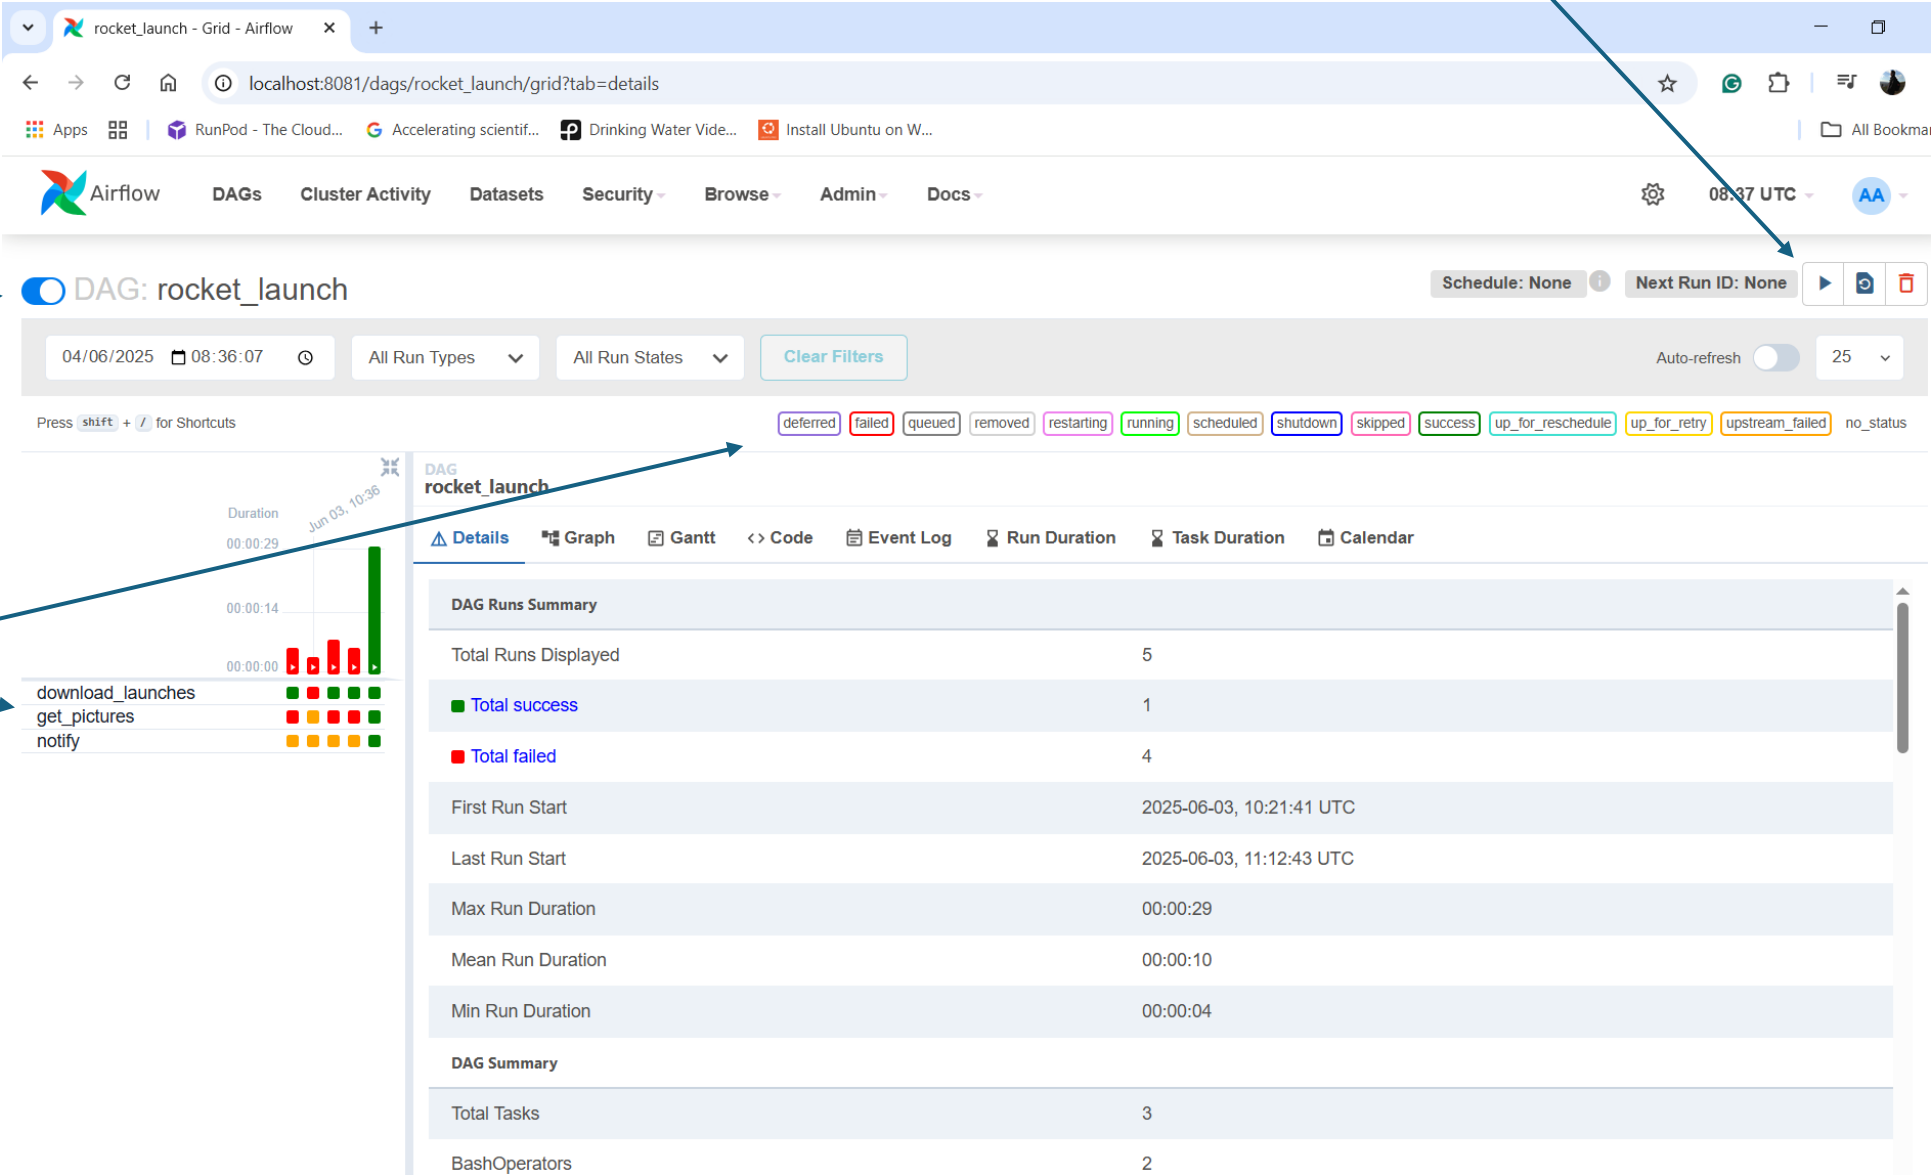 rocket_launch - Grid - Airflow
localhost:8081/dags/rocket_launch/grid?tab=details
Apps RunPod - The Cloud... Accelerating scientif... Drinking Water Vide... Install Ubuntu on W... All Bookmar
Airflow DAGs Cluster Activity Datasets Security Browse Admin Docs 08:37 UTC AA
DAG: rocket_launch Schedule: None Next Run ID: None
04/06/2025 08:36:07 All Run Types All Run States Clear Filters Auto-refresh 25
Press shift + / for Shortcuts deferred failed queued removed restarting running scheduled shutdown skipped success up_for_reschedule up_for_retry upstream_failed no_status
Duration
Jun 03, 10:36
00:00:29
00:00:14
00:00:00
download_launches
get_pictures
notify
DAG
rocket_launch
Details Graph Gantt Code Event Log Run Duration Task Duration Calendar
DAG Runs Summary
Total Runs Displayed 5
Total success 1
Total failed 4
First Run Start 2025-06-03, 10:21:41 UTC
Last Run Start 2025-06-03, 11:12:43 UTC
Max Run Duration 00:00:29
Mean Run Duration 00:00:10
Min Run Duration 00:00:04
DAG Summary
Total Tasks 3
BashOperators 2